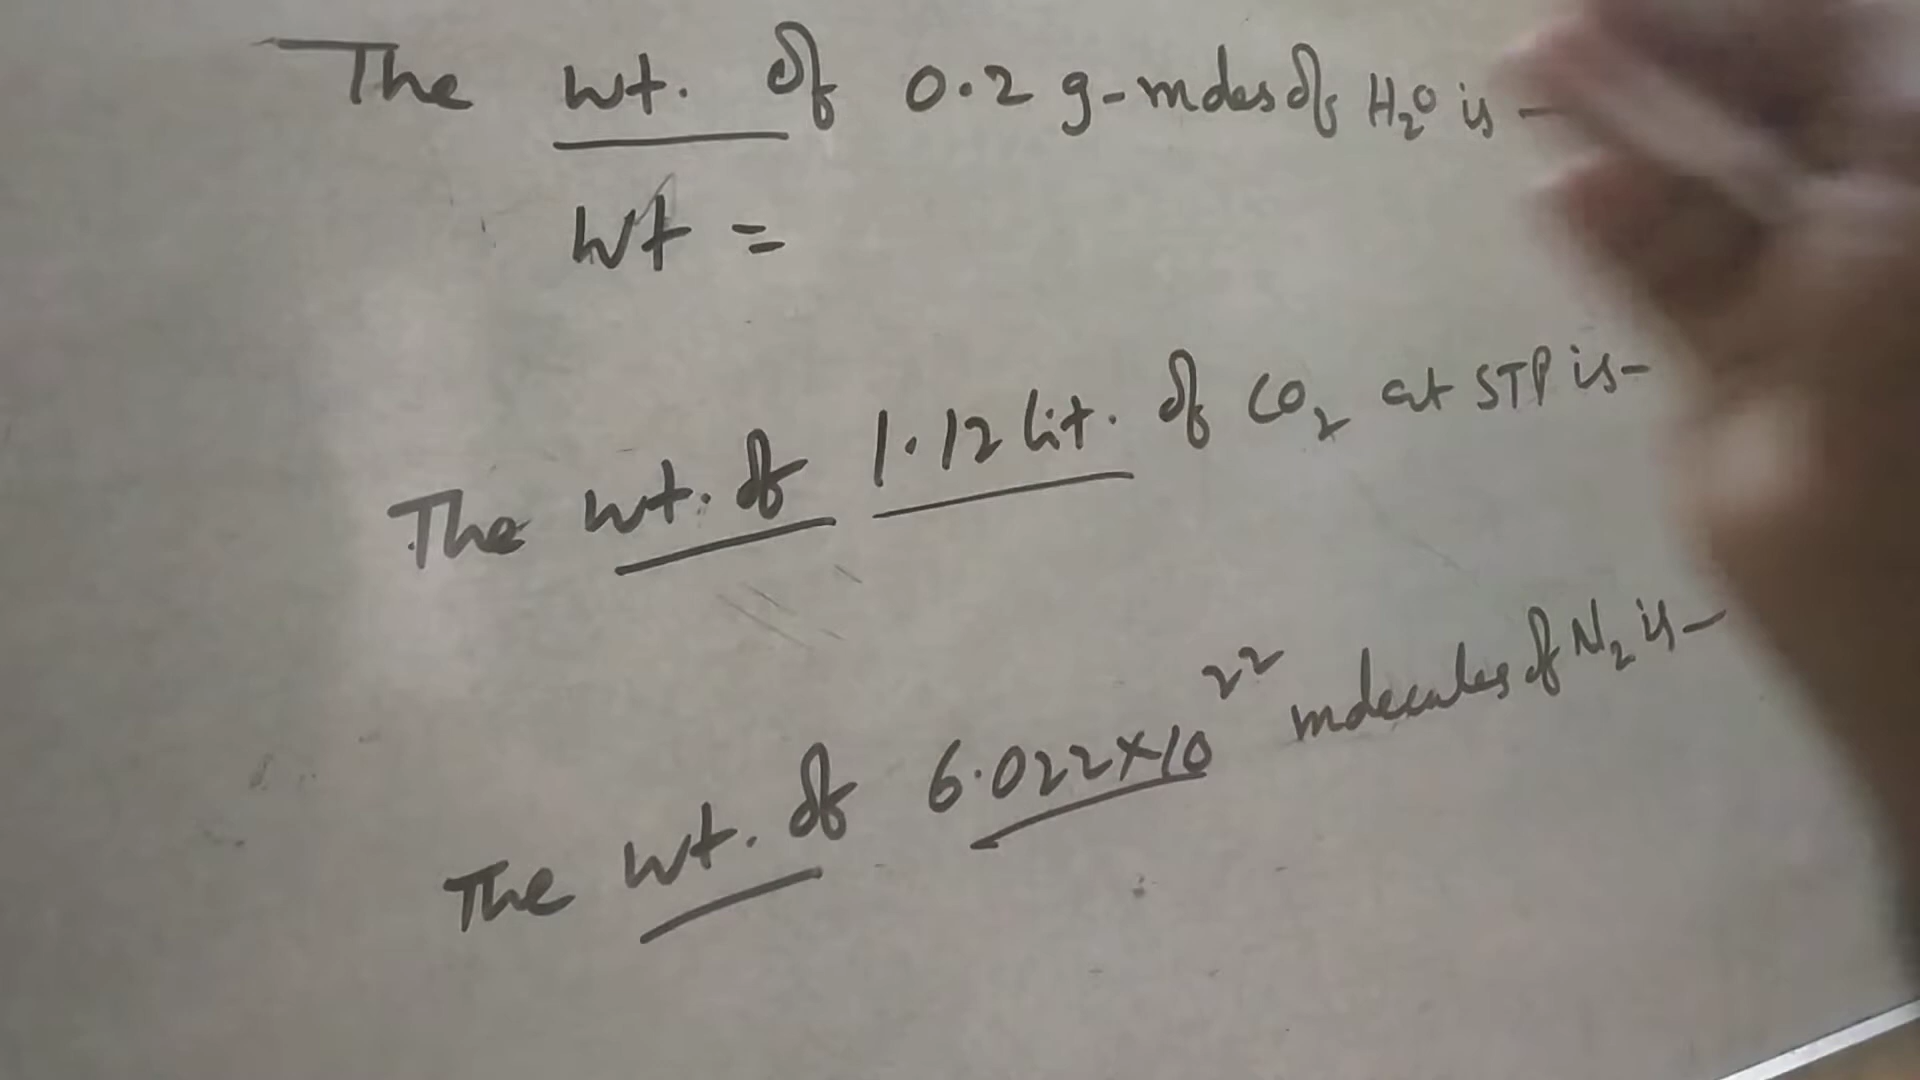 The wt. of 0.2 g-moles of H₂O is -
wt =
The wt. of 1.12 lit. of CO₂ at STP is-
The wt. of 6.022×10²² molecules of N₂ is-